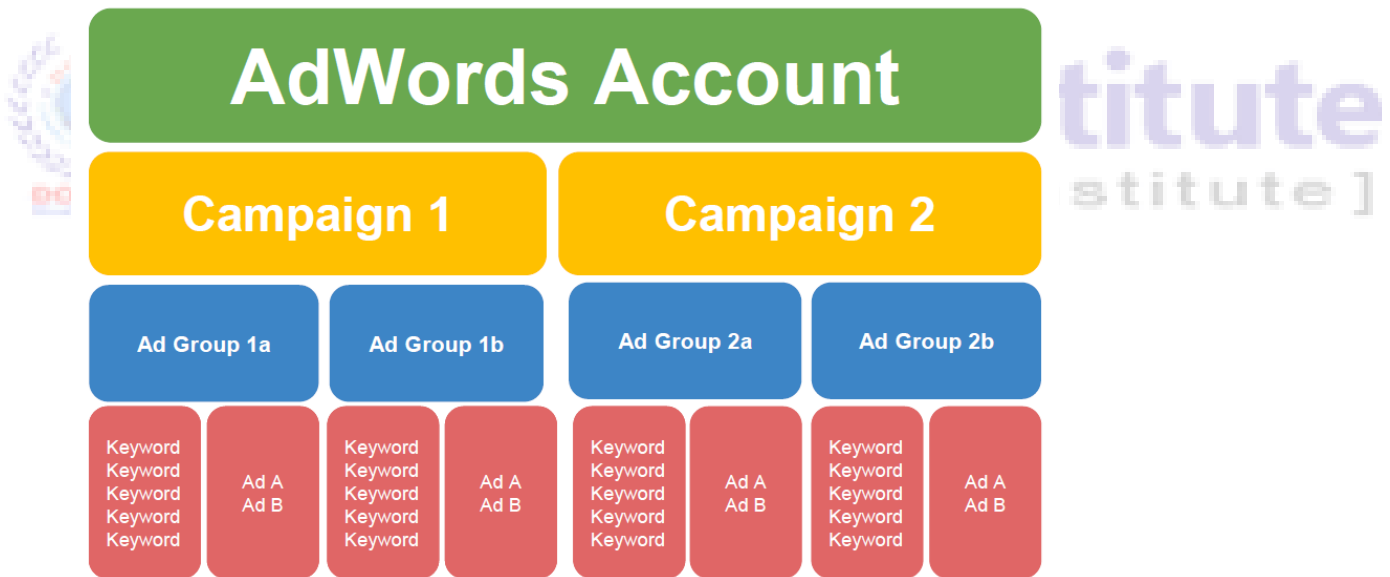 AdWords Account
titute
stitute ]
Campaign 1
Campaign 2
Ad Group 1a
Ad Group 1b
Ad Group 2a
Ad Group 2b
Keyword
Keyword
Keyword
Keyword
Keyword
Ad A
Ad B
Keyword
Keyword
Keyword
Keyword
Keyword
Ad A
Ad B
Keyword
Keyword
Keyword
Keyword
Keyword
Ad A
Ad B
Keyword
Keyword
Keyword
Keyword
Keyword
Ad A
Ad B